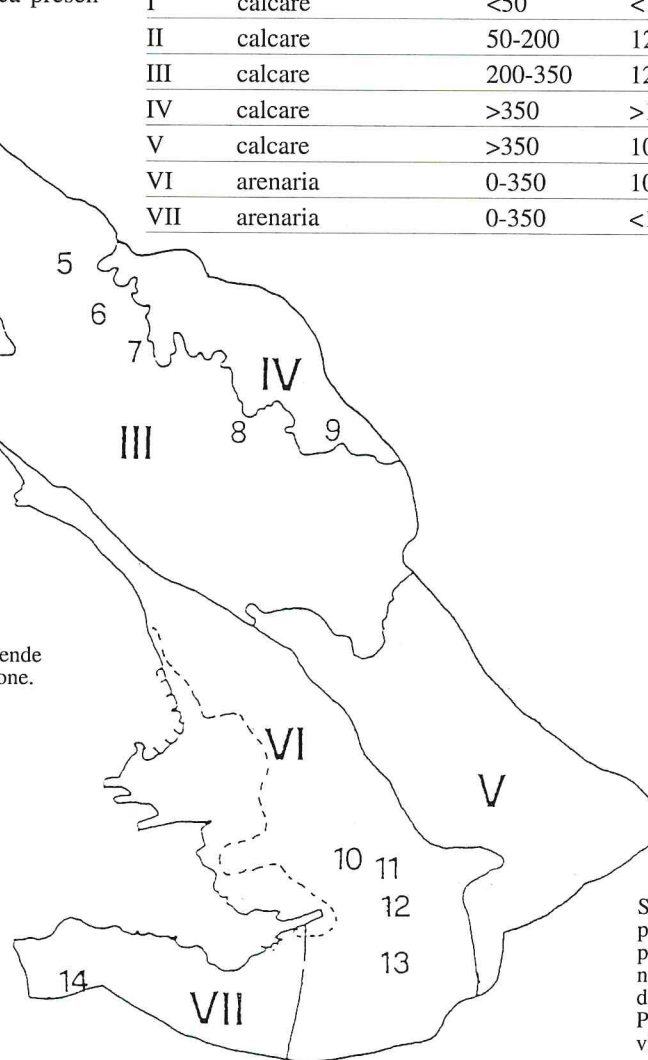 I calcare <50
II calcare 50-200
III calcare 200-350
IV calcare >350
V calcare >350 10
VI arenaria 0-350 10
VII arenaria 0-350
5
6
7
IV
8
9
III
VI
V
10
11
12
13
14
VII
one.